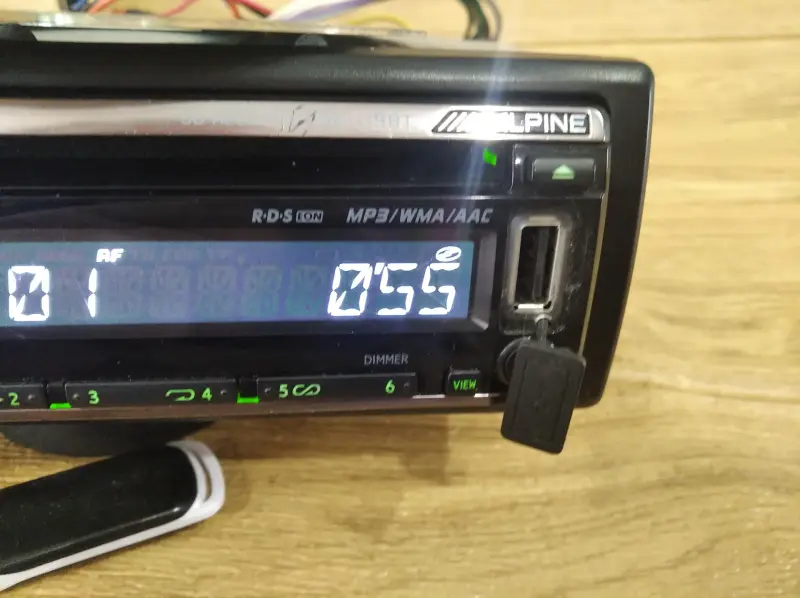 ALPINE
R·D·S EON MP3/WMA/AAC
AF
01 0'55
DIMMER
2 3 4 5 6 VIEW